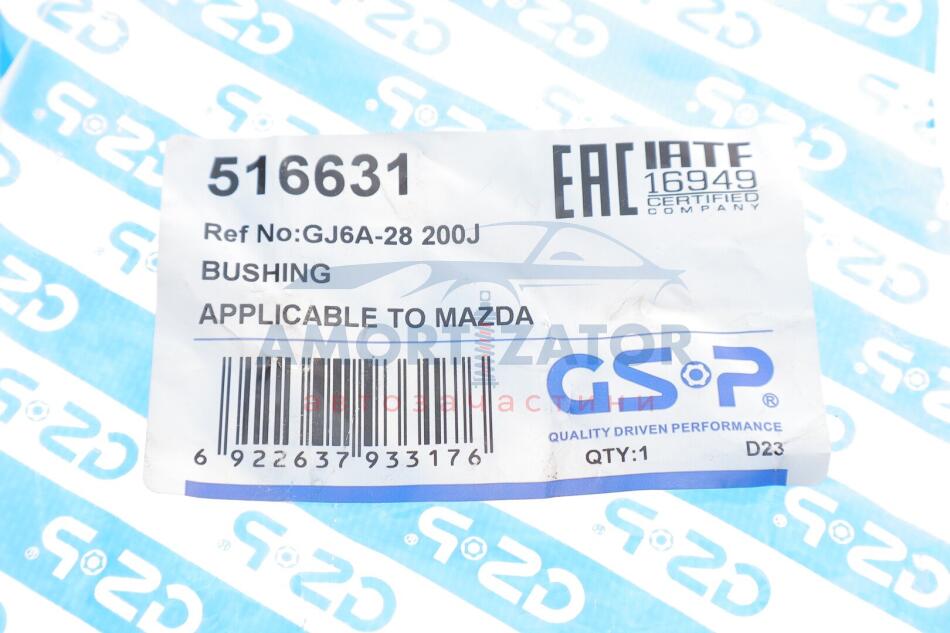 516631
EAC
IATF
16949
CERTIFIED
COMPANY
Ref No:GJ6A-28 200J
BUSHING
APPLICABLE TO MAZDA
AMORTIZATOR
автозачастини
GSP®
QUALITY DRIVEN PERFORMANCE
6 922637 933176
QTY:1 D23